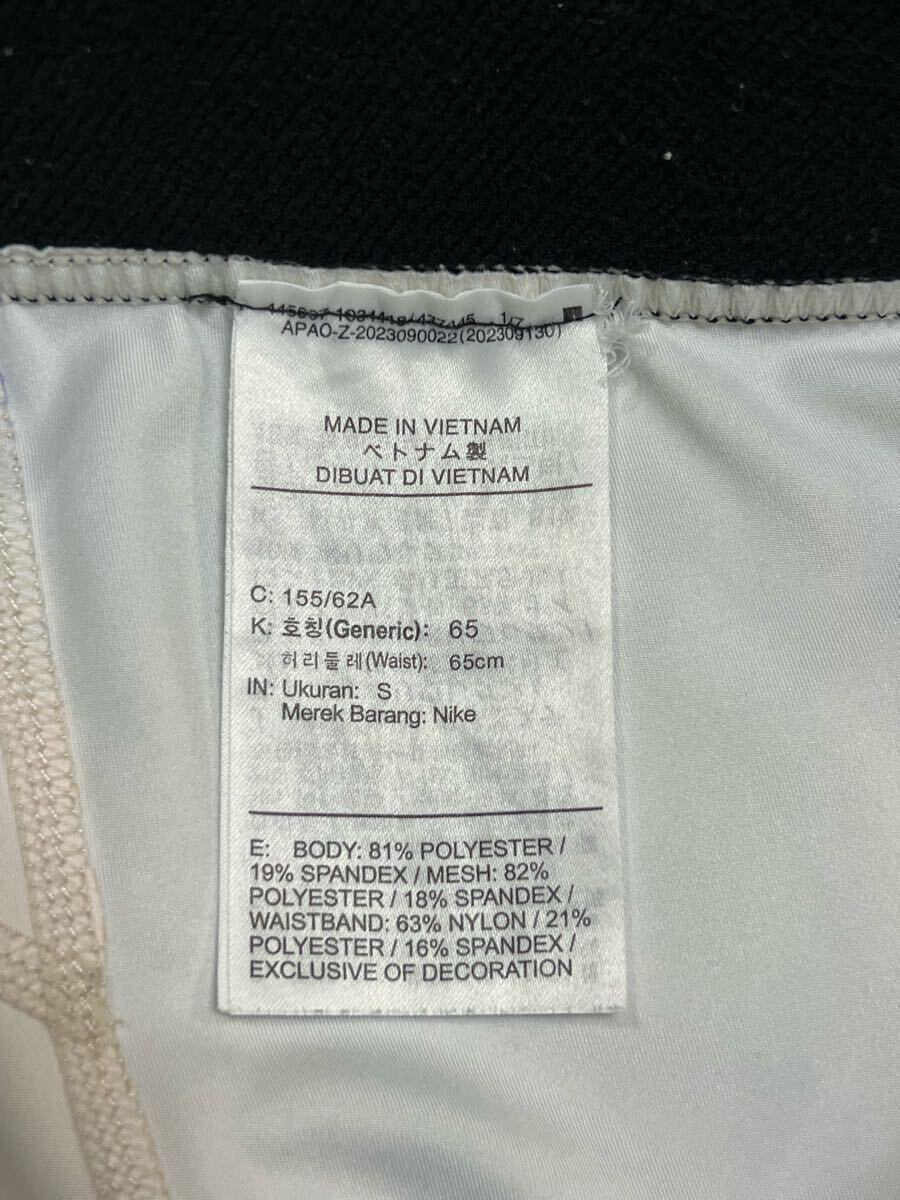 APAO-Z-2023090022(20230913U)
MADE IN VIETNAM
ベトナム製
DIBUAT DI VIETNAM
C: 155/62A
K: 호칭(Generic): 65
허리둘레(Waist): 65cm
IN: Ukuran: S
Merek Barang: Nike
E: BODY: 81% POLYESTER /
19% SPANDEX / MESH: 82%
POLYESTER / 18% SPANDEX /
WAISTBAND: 63% NYLON / 21%
POLYESTER / 16% SPANDEX /
EXCLUSIVE OF DECORATION